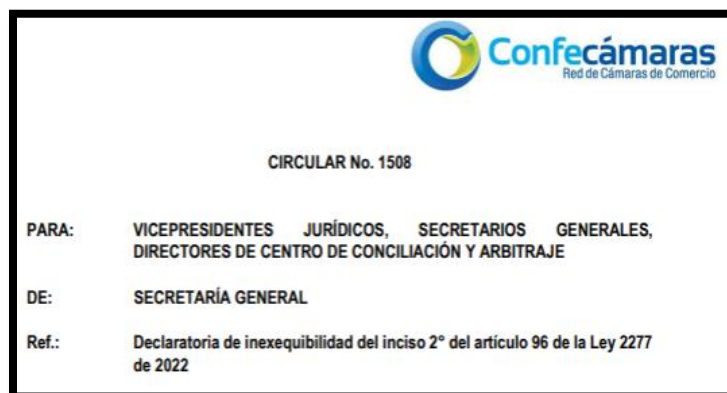 Confecámaras
Red de Cámaras de Comercio
CIRCULAR No. 1508
PARA: VICEPRESIDENTES JURÍDICOS, SECRETARIOS GENERALES,
DIRECTORES DE CENTRO DE CONCILIACIÓN Y ARBITRAJE
DE: SECRETARÍA GENERAL
Ref.: Declaratoria de inexequibilidad del inciso 2° del artículo 96 de la Ley 2277
de 2022